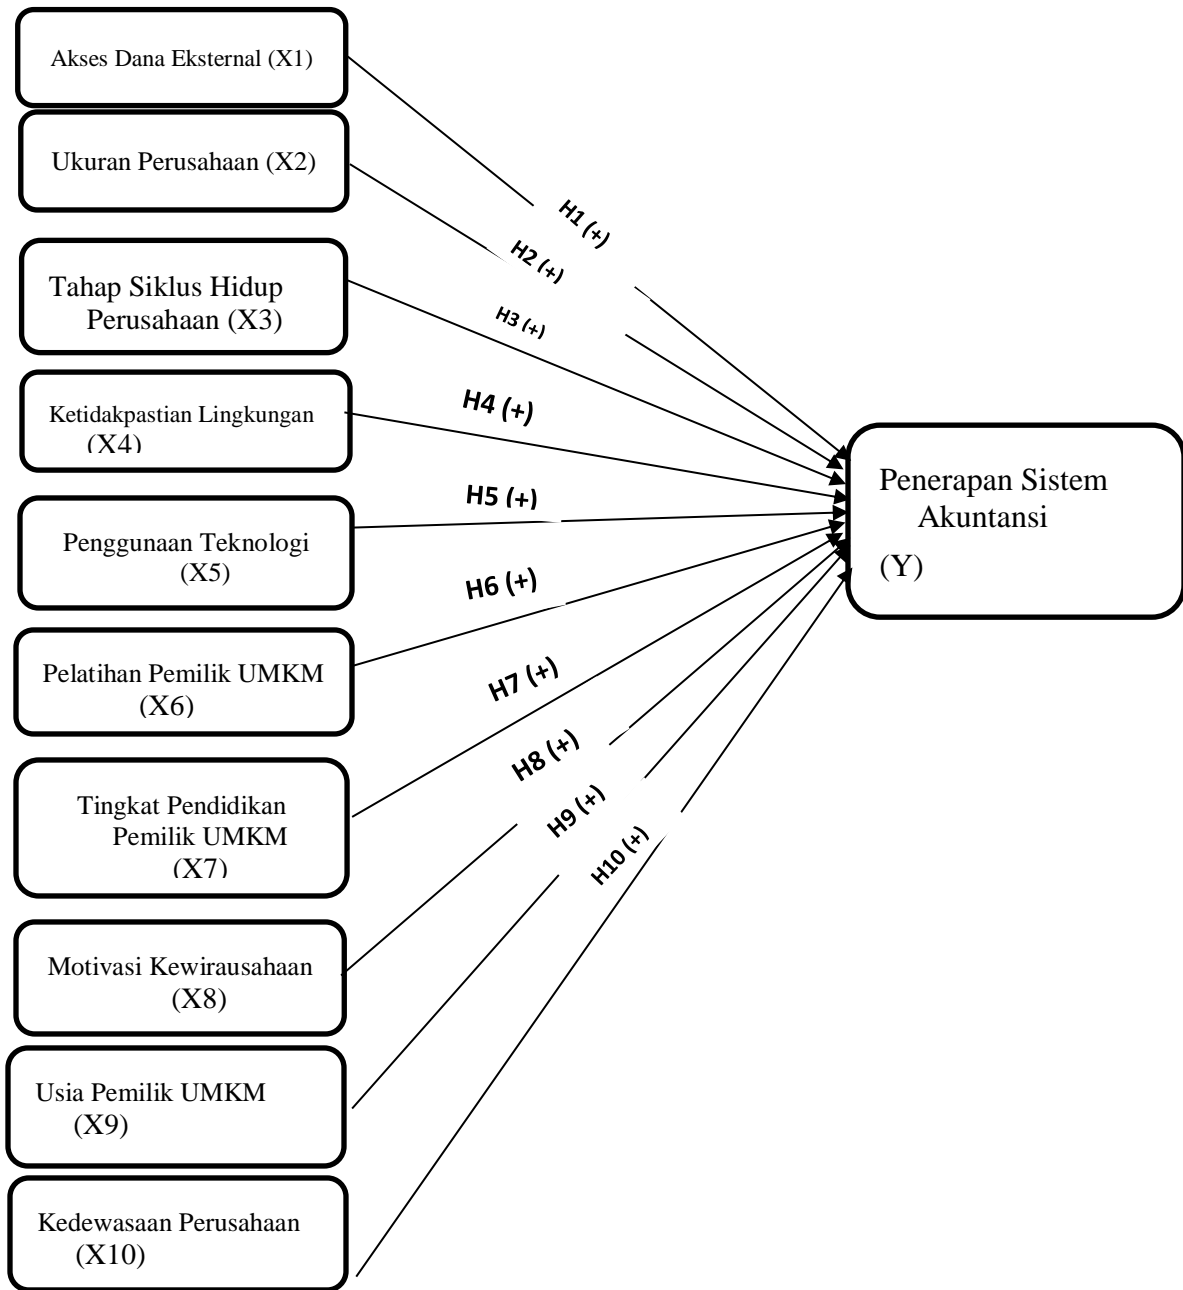 Akses Dana Eksternal (X1)
Ukuran Perusahaan (X2)
Tahap Siklus Hidup
Perusahaan (X3)
Ketidakpastian Lingkungan
(X4)
Penggunaan Teknologi
(X5)
Pelatihan Pemilik UMKM
(X6)
Tingkat Pendidikan
Pemilik UMKM
(X7)
Motivasi Kewirausahaan
(X8)
Usia Pemilik UMKM
(X9)
Kedewasaan Perusahaan
(X10)
H1 (+)
H2 (+)
H3 (+)
H4 (+)
H5 (+)
H6 (+)
H7 (+)
H8 (+)
H9 (+)
H10 (+)
Penerapan Sistem
Akuntansi
(Y)